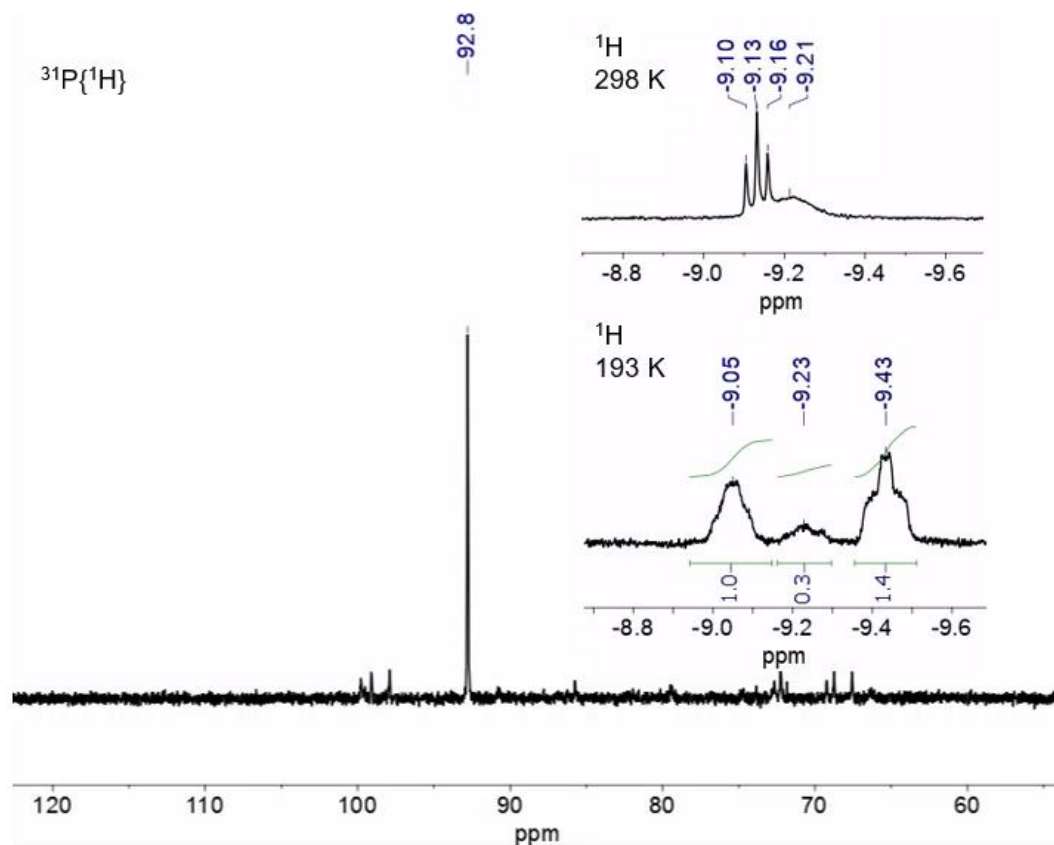 ³¹P{¹H}
–92.8
¹H
298 K
–-9.10
–-9.13
–-9.16
–-9.21
-8.8 -9.0 -9.2 -9.4 -9.6
ppm
¹H
193 K
–-9.05
–-9.23
–-9.43
1.0
0.3
1.4
-8.8 -9.0 -9.2 -9.4 -9.6
ppm
120 110 100 90 80 70 60
ppm